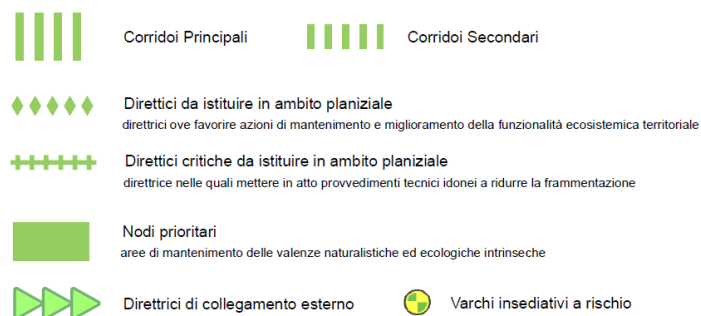 Corridoi Principali
Corridoi Secondari
Direttici da istituire in ambito planiziale
direttrici ove favorire azioni di mantenimento e miglioramento della funzionalità ecosistemica territoriale
Direttici critiche da istituire in ambito planiziale
direttrice nelle quali mettere in atto provvedimenti tecnici idonei a ridurre la frammentazione
Nodi prioritari
aree di mantenimento delle valenze naturalistiche ed ecologiche intrinseche
Direttrici di collegamento esterno
Varchi insediativi a rischio